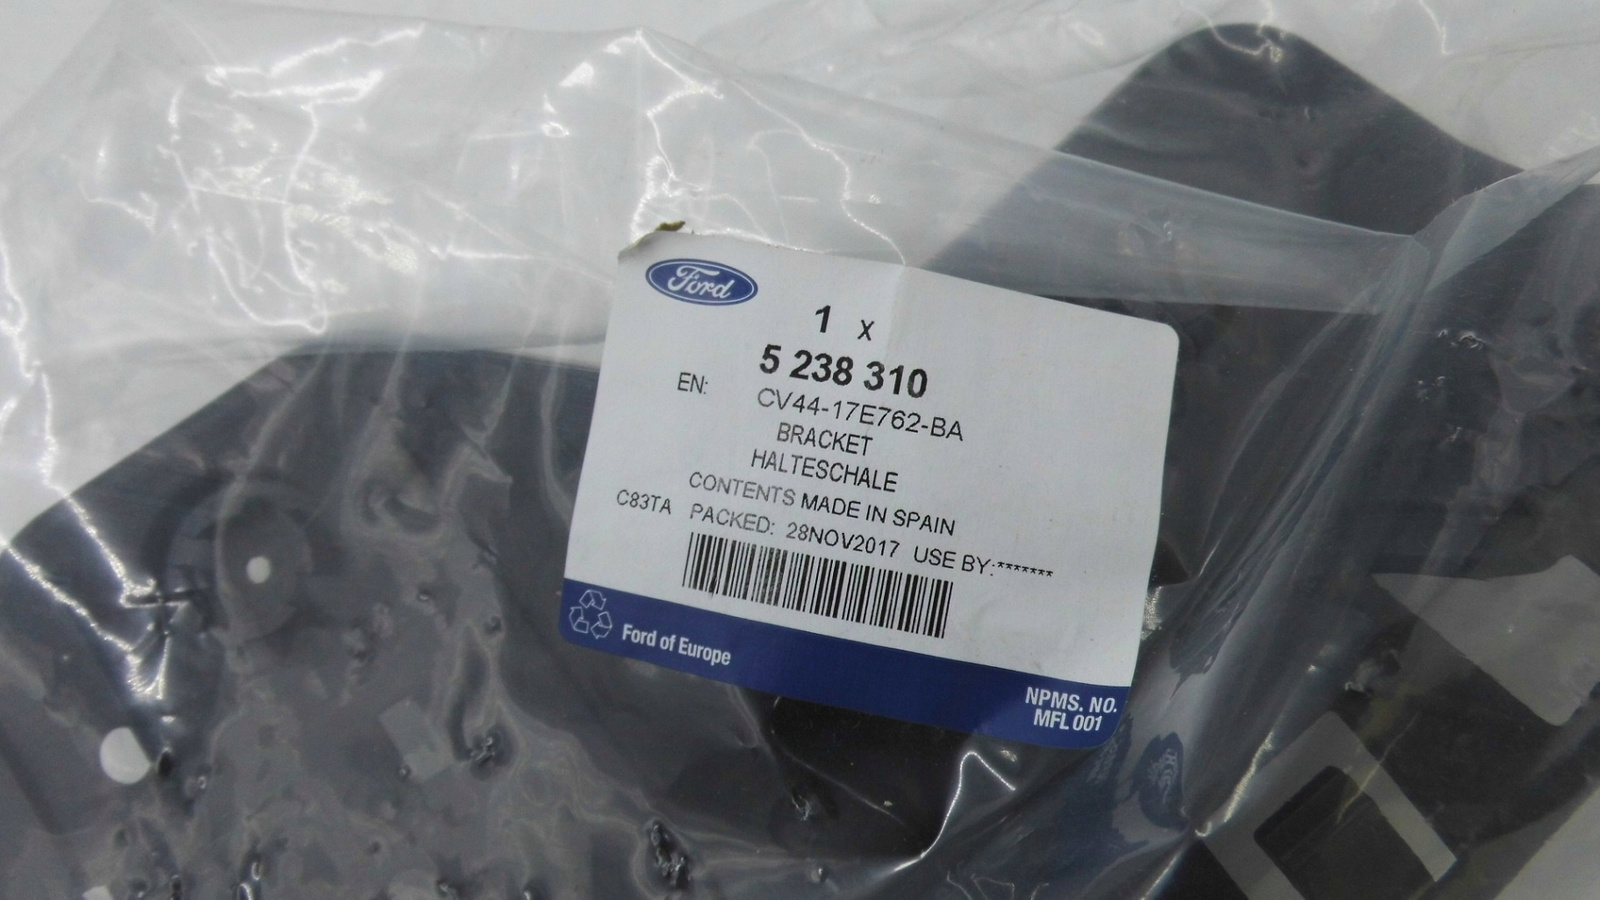 Ford
1 x
5 238 310
EN: CV44-17E762-BA
BRACKET
HALTESCHALE
CONTENTS MADE IN SPAIN
C83TA PACKED: 28NOV2017 USE BY:*******
Ford of Europe
NPMS. NO.
MFL 001